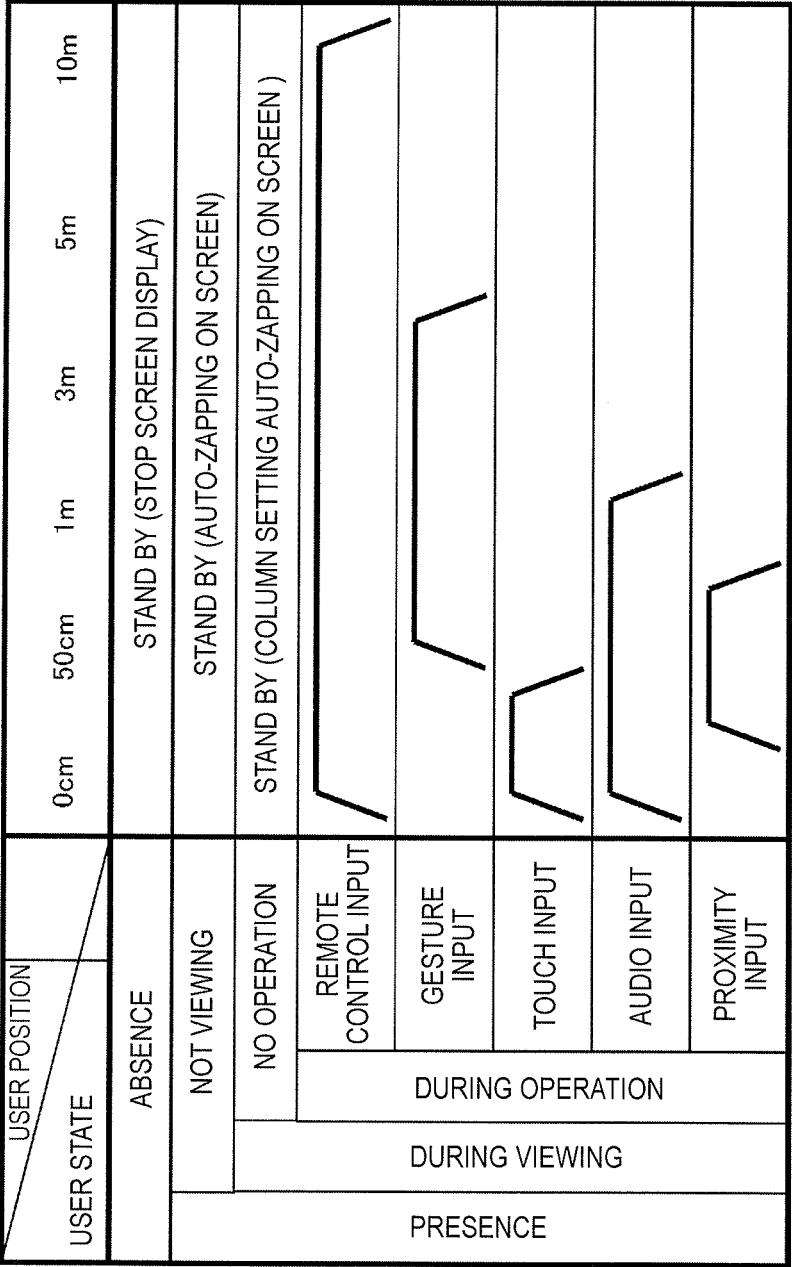 USER POSITION
USER STATE
0cm
50cm
1m
3m
5m
10m
ABSENCE
STAND BY (STOP SCREEN DISPLAY)
PRESENCE
NOT VIEWING
STAND BY (AUTO-ZAPPING ON SCREEN)
DURING VIEWING
NO OPERATION
STAND BY (COLUMN SETTING AUTO-ZAPPING ON SCREEN )
DURING OPERATION
REMOTE
CONTROL INPUT
GESTURE
INPUT
TOUCH INPUT
AUDIO INPUT
PROXIMITY
INPUT